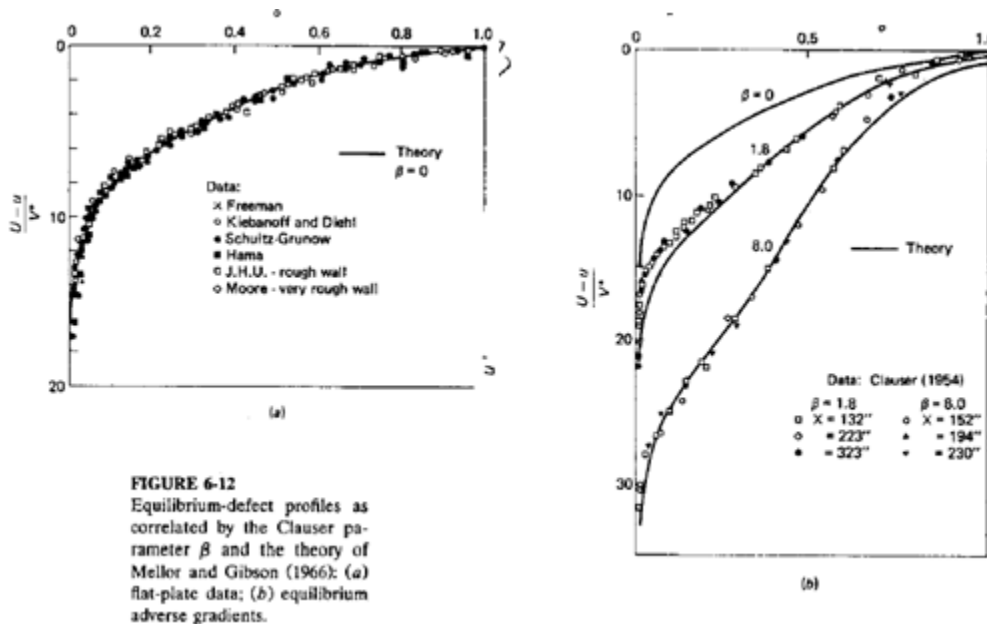 0 0.2 0.4 0.6 0.8 1.0
0
10
20
U – u
V*
Theory
β = 0
Data:
× Freeman
○ Klebanoff and Diehl
● Schultz-Grunow
■ Hama
□ J.H.U. - rough wall
◇ Moore - very rough wall
(a)
0 0.5 1.0
0
10
20
30
U – u
V*
β = 0
1.8
8.0
Theory
Data: Clauser (1954)
β = 1.8 β = 8.0
□ X = 132″ ○ X = 152″
◇ = 223″ ▴ = 194″
● = 323″ ▾ = 230″
(b)
FIGURE 6-12
Equilibrium-defect profiles as
correlated by the Clauser pa-
rameter β and the theory of
Mellor and Gibson (1966): (a)
flat-plate data; (b) equilibrium
adverse gradients.